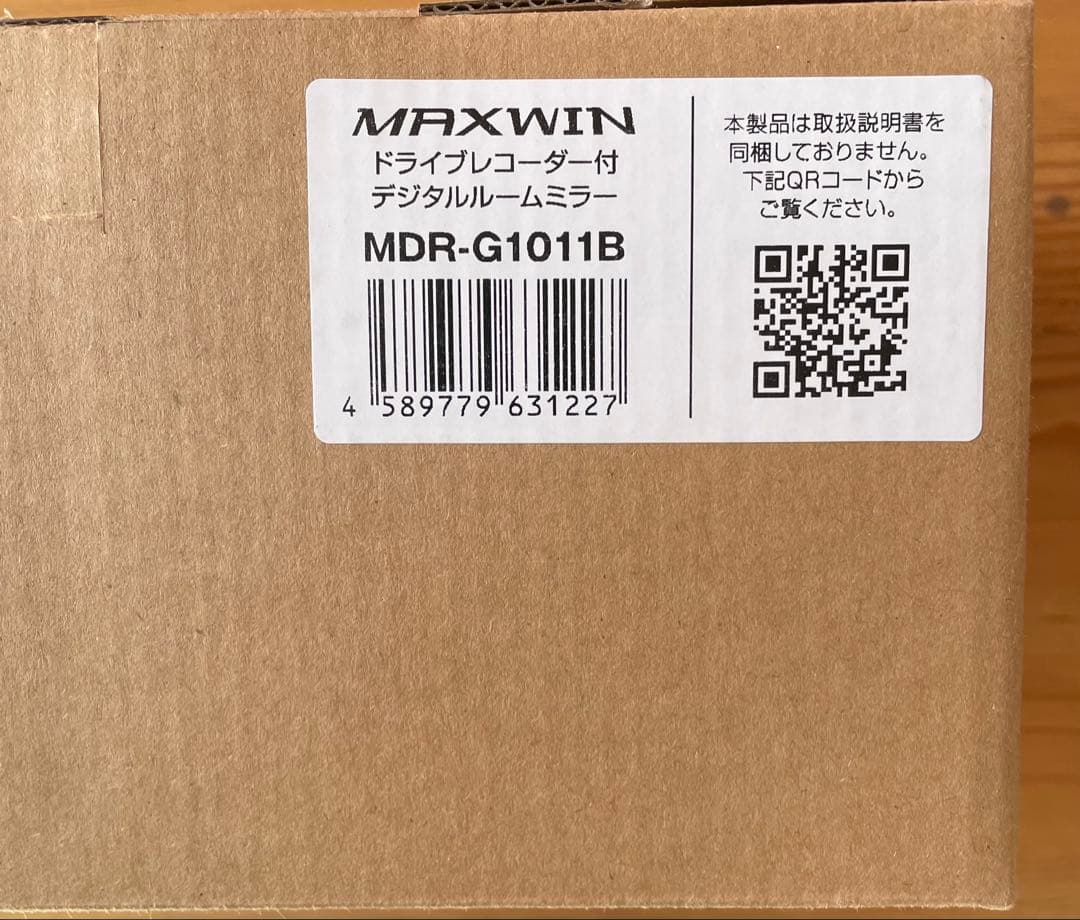 MAXWIN
ドライブレコーダー付
デジタルルームミラー
MDR-G1011B
4 589779 631227
本製品は取扱説明書を
同梱しておりません。
下記QRコードから
ご覧ください。